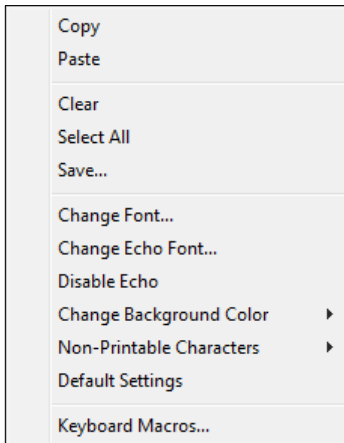 Copy
Paste
Clear
Select All
Save...
Change Font...
Change Echo Font...
Disable Echo
Change Background Color
Non-Printable Characters
Default Settings
Keyboard Macros...